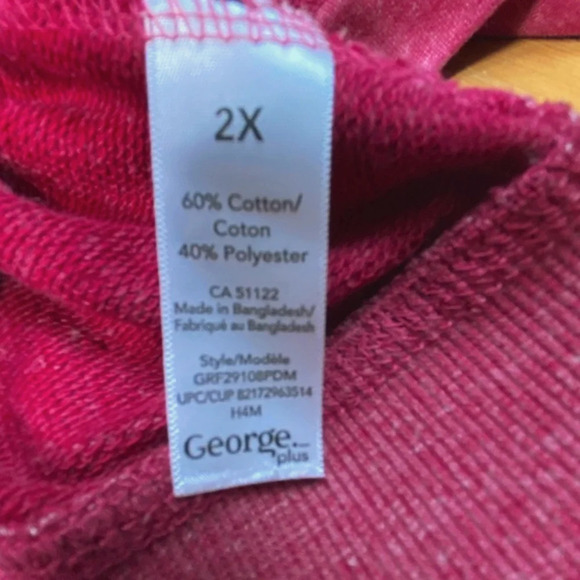 2X
60% Cotton/
Coton
40% Polyester
CA 51122
Made in Bangladesh/
Fabriqué au Bangladesh
Style/Modèle
GRF29108PDM
UPC/CUP 82172963514
H4M
George.
plus